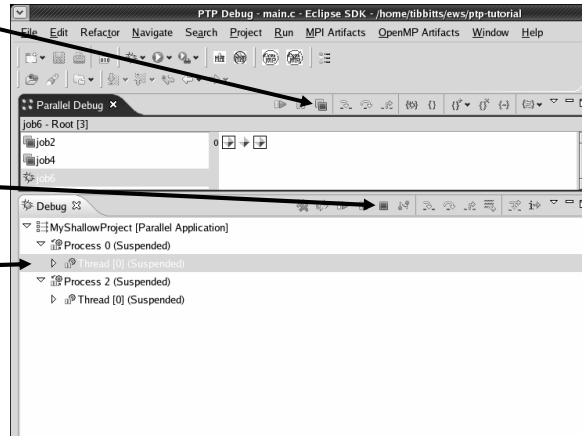 PTP Debug - main.c - Eclipse SDK - /home/tibbitts/ews/ptp-tutorial
File Edit Refactor Navigate Search Project Run MPI Artifacts OpenMP Artifacts Window Help
Parallel Debug
job6 - Root [3]
job2
0
job4
job6
Debug
MyShallowProject [Parallel Application]
Process 0 (Suspended)
Thread [0] (Suspended)
Process 2 (Suspended)
Thread [0] (Suspended)